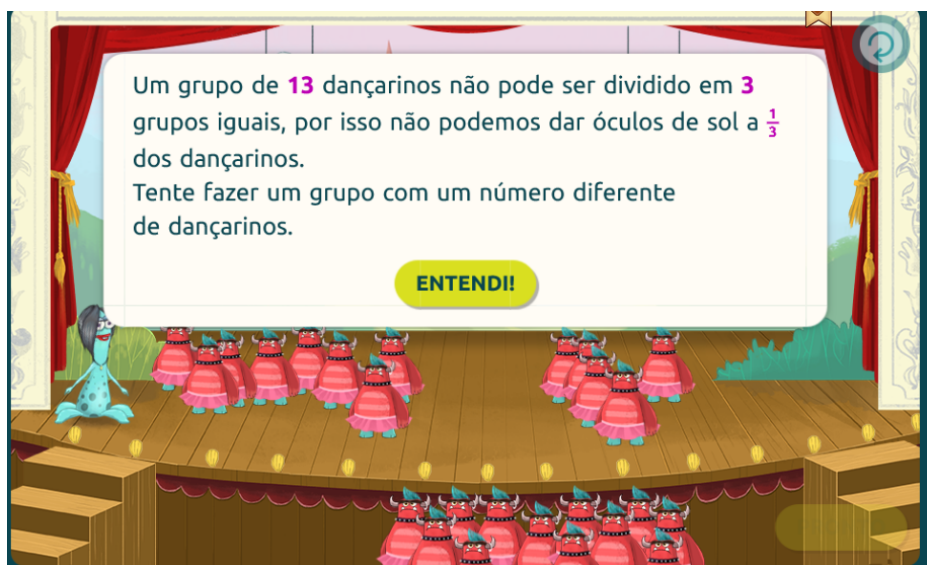 Um grupo de 13 dançarinos não pode ser dividido em 3
grupos iguais, por isso não podemos dar óculos de sol a 1/3
dos dançarinos.
Tente fazer um grupo com um número diferente
de dançarinos.
ENTENDI!